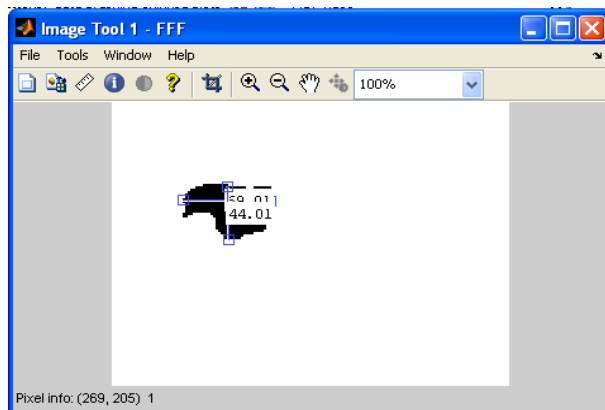 Image Tool 1 - FFF
File Tools Window Help
100%
44.01
Pixel info: (269, 205) 1